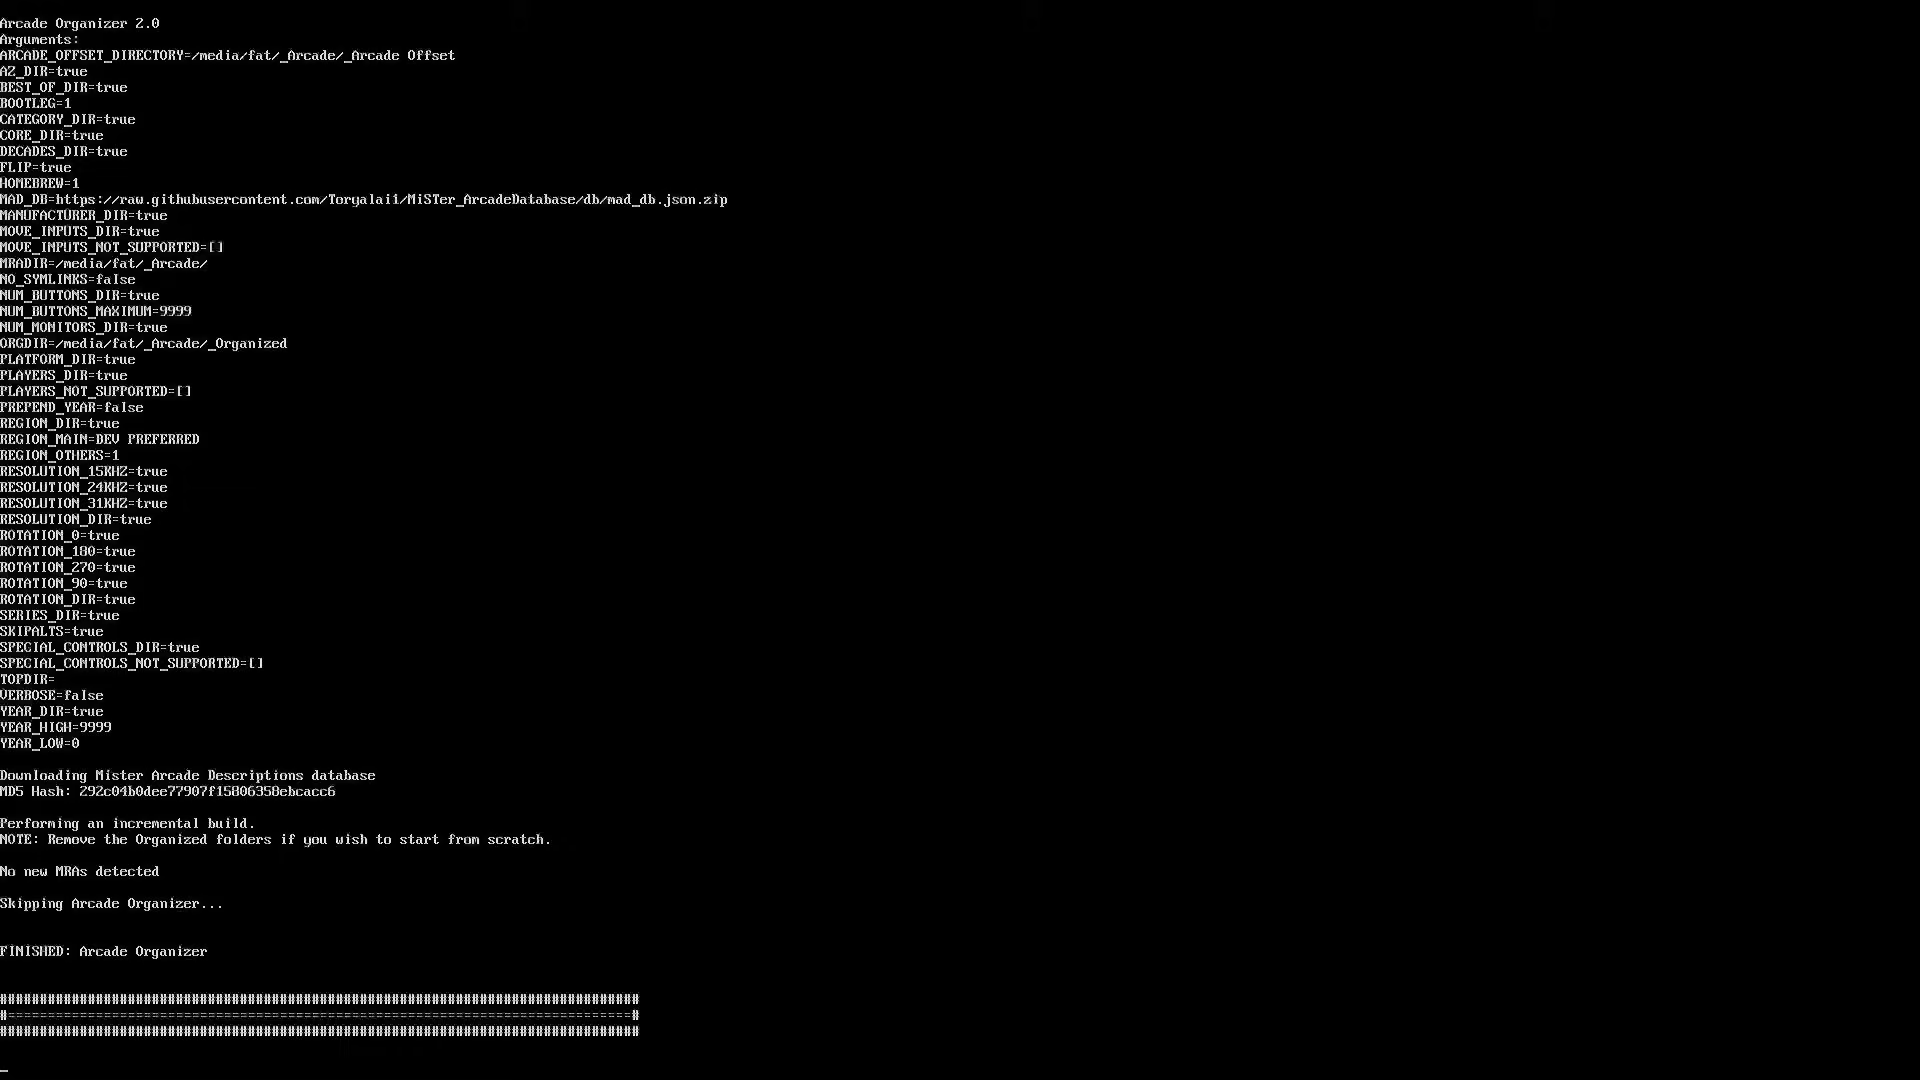 Arcade Organizer 2.0
Arguments:
ARCADE_OFFSET_DIRECTORY=/media/fat/_Arcade/_Arcade Offset
AZ_DIR=true
BEST_OF_DIR=true
BOOTLEG=1
CATEGORY_DIR=true
CORE_DIR=true
DECADES_DIR=true
FLIP=true
HOMEBREW=1
MAD_DB=https://raw.githubusercontent.com/Toryalai1/MiSTer_ArcadeDatabase/db/mad_db.json.zip
MANUFACTURER_DIR=true
MOVE_INPUTS_DIR=true
MOVE_INPUTS_NOT_SUPPORTED=[]
MRADIR=/media/fat/_Arcade/
NO_SYMLINKS=false
NUM_BUTTONS_DIR=true
NUM_BUTTONS_MAXIMUM=9999
NUM_MONITORS_DIR=true
ORGDIR=/media/fat/_Arcade/_Organized
PLATFORM_DIR=true
PLAYERS_DIR=true
PLAYERS_NOT_SUPPORTED=[]
PREPEND_YEAR=false
REGION_DIR=true
REGION_MAIN=DEV PREFERRED
REGION_OTHERS=1
RESOLUTION_15KHZ=true
RESOLUTION_24KHZ=true
RESOLUTION_31KHZ=true
RESOLUTION_DIR=true
ROTATION_0=true
ROTATION_180=true
ROTATION_270=true
ROTATION_90=true
ROTATION_DIR=true
SERIES_DIR=true
SKIPALTS=true
SPECIAL_CONTROLS_DIR=true
SPECIAL_CONTROLS_NOT_SUPPORTED=[]
TOPDIR=
VERBOSE=false
YEAR_DIR=true
YEAR_HIGH=9999
YEAR_LOW=0
Downloading Mister Arcade Descriptions database
MD5 Hash: 292c04b0dee77907f15806358ebcacc6
Performing an incremental build.
NOTE: Remove the Organized folders if you wish to start from scratch.
No new MRAs detected
Skipping Arcade Organizer...
FINISHED: Arcade Organizer
################################################################################
#==============================================================================#
################################################################################
_